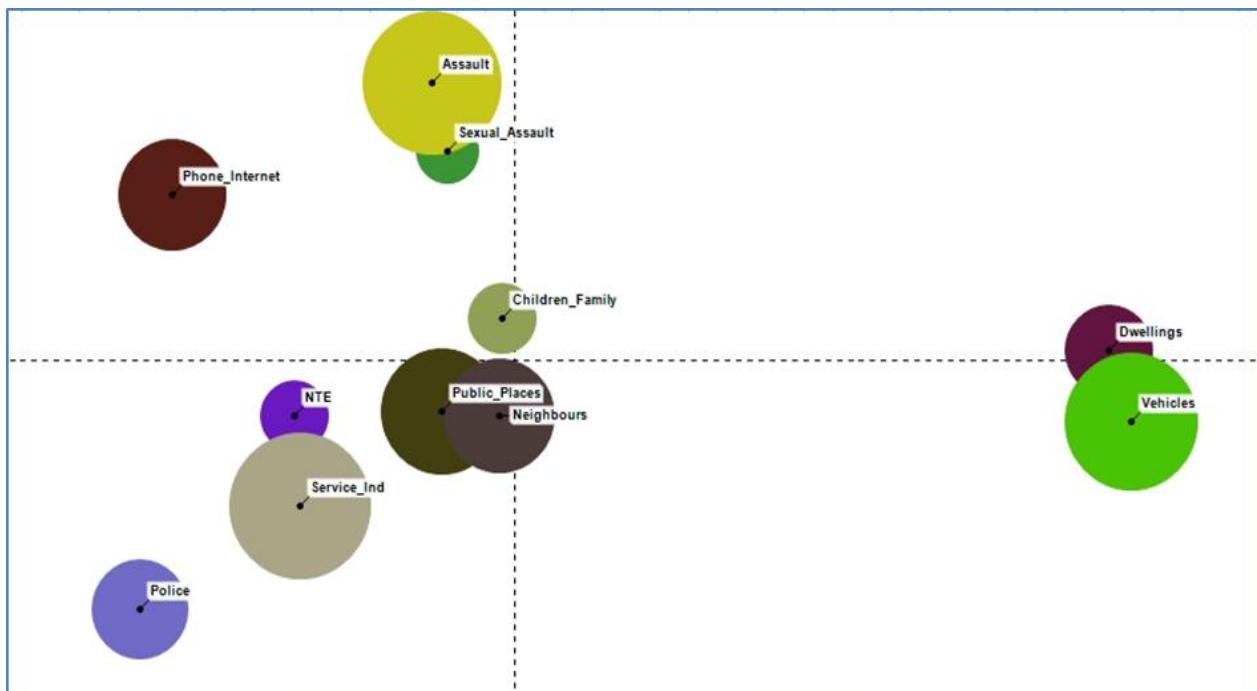 Assault
Sexual_Assault
Phone_Internet
Children_Family
Dwellings
NTE
Public_Places
Vehicles
Neighbours
Service_Ind
Police